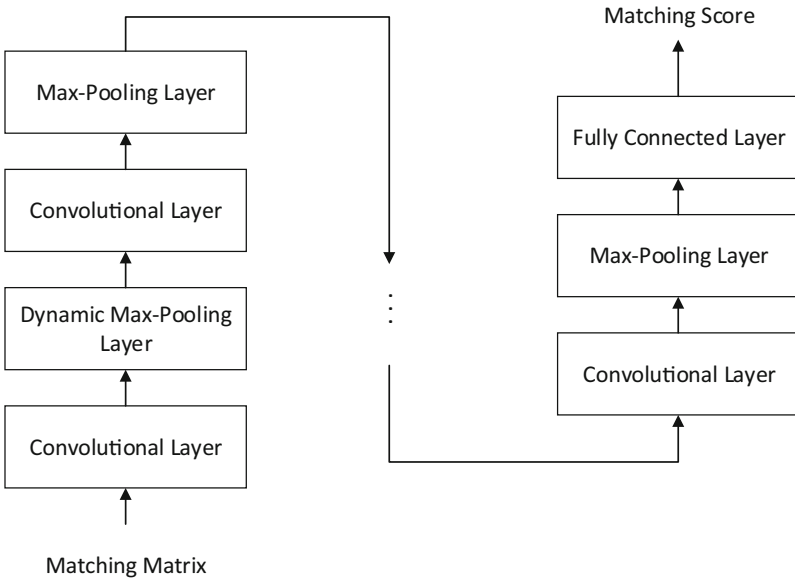 Matching Score
Max-Pooling Layer
Convolutional Layer
Dynamic Max-Pooling
Layer
Convolutional Layer
Matching Matrix
...
Fully Connected Layer
Max-Pooling Layer
Convolutional Layer